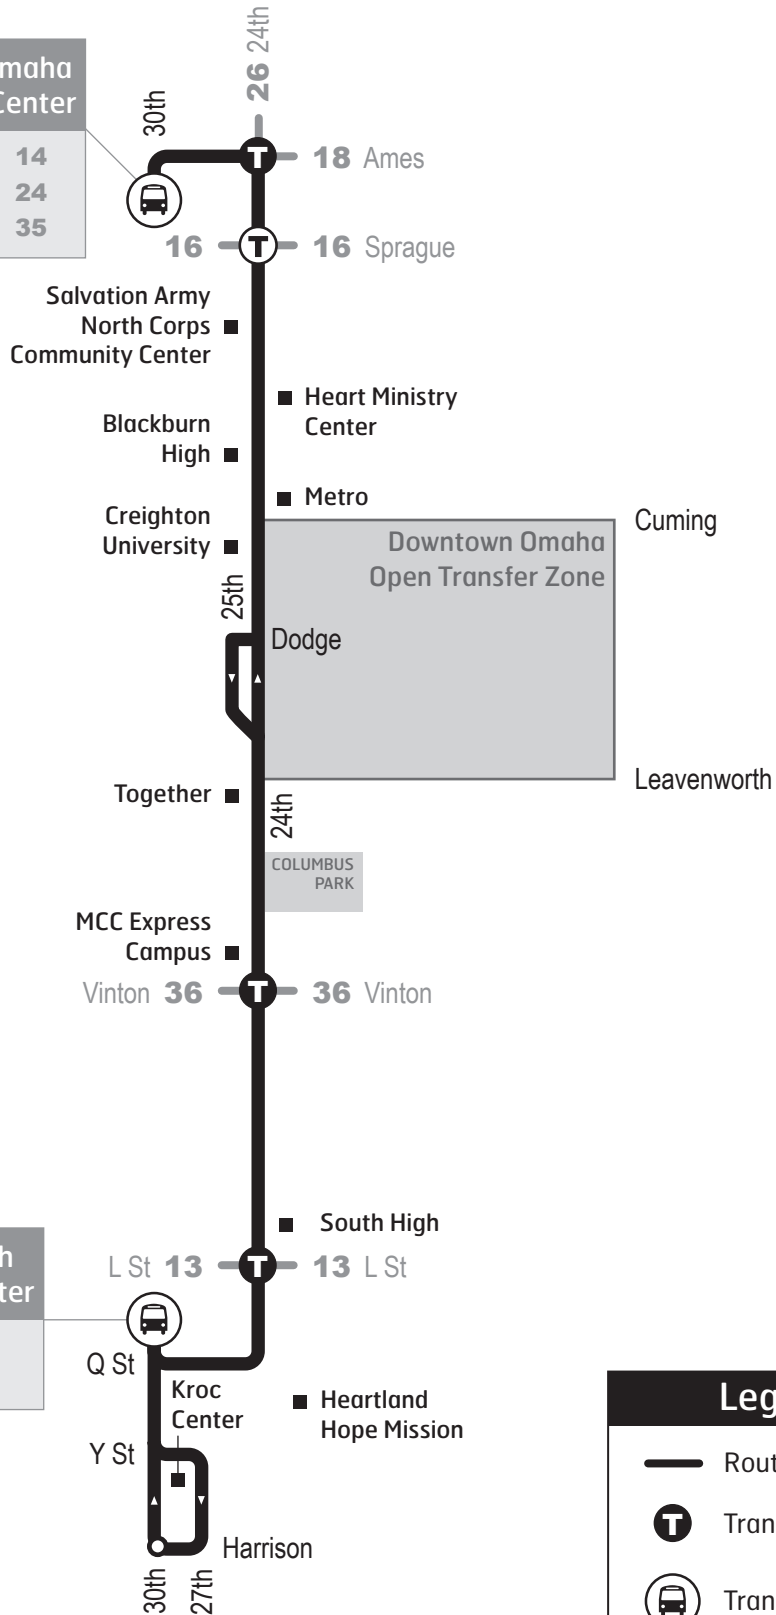 26 24th
30th
maha
Center
14
24
35
18 Ames
16
16 Sprague
Salvation Army
North Corps
Community Center
Heart Ministry
Center
Blackburn
High
Metro
Creighton
University
Cuming
Downtown Omaha
Open Transfer Zone
25th
Dodge
Leavenworth
Together
24th
COLUMBUS
PARK
MCC Express
Campus
Vinton 36
36 Vinton
South High
L St 13
13 L St
h
ter
Q St
Kroc
Center
Heartland
Hope Mission
Y St
Harrison
30th
27th
Leg
Rout
T Tran
Tran